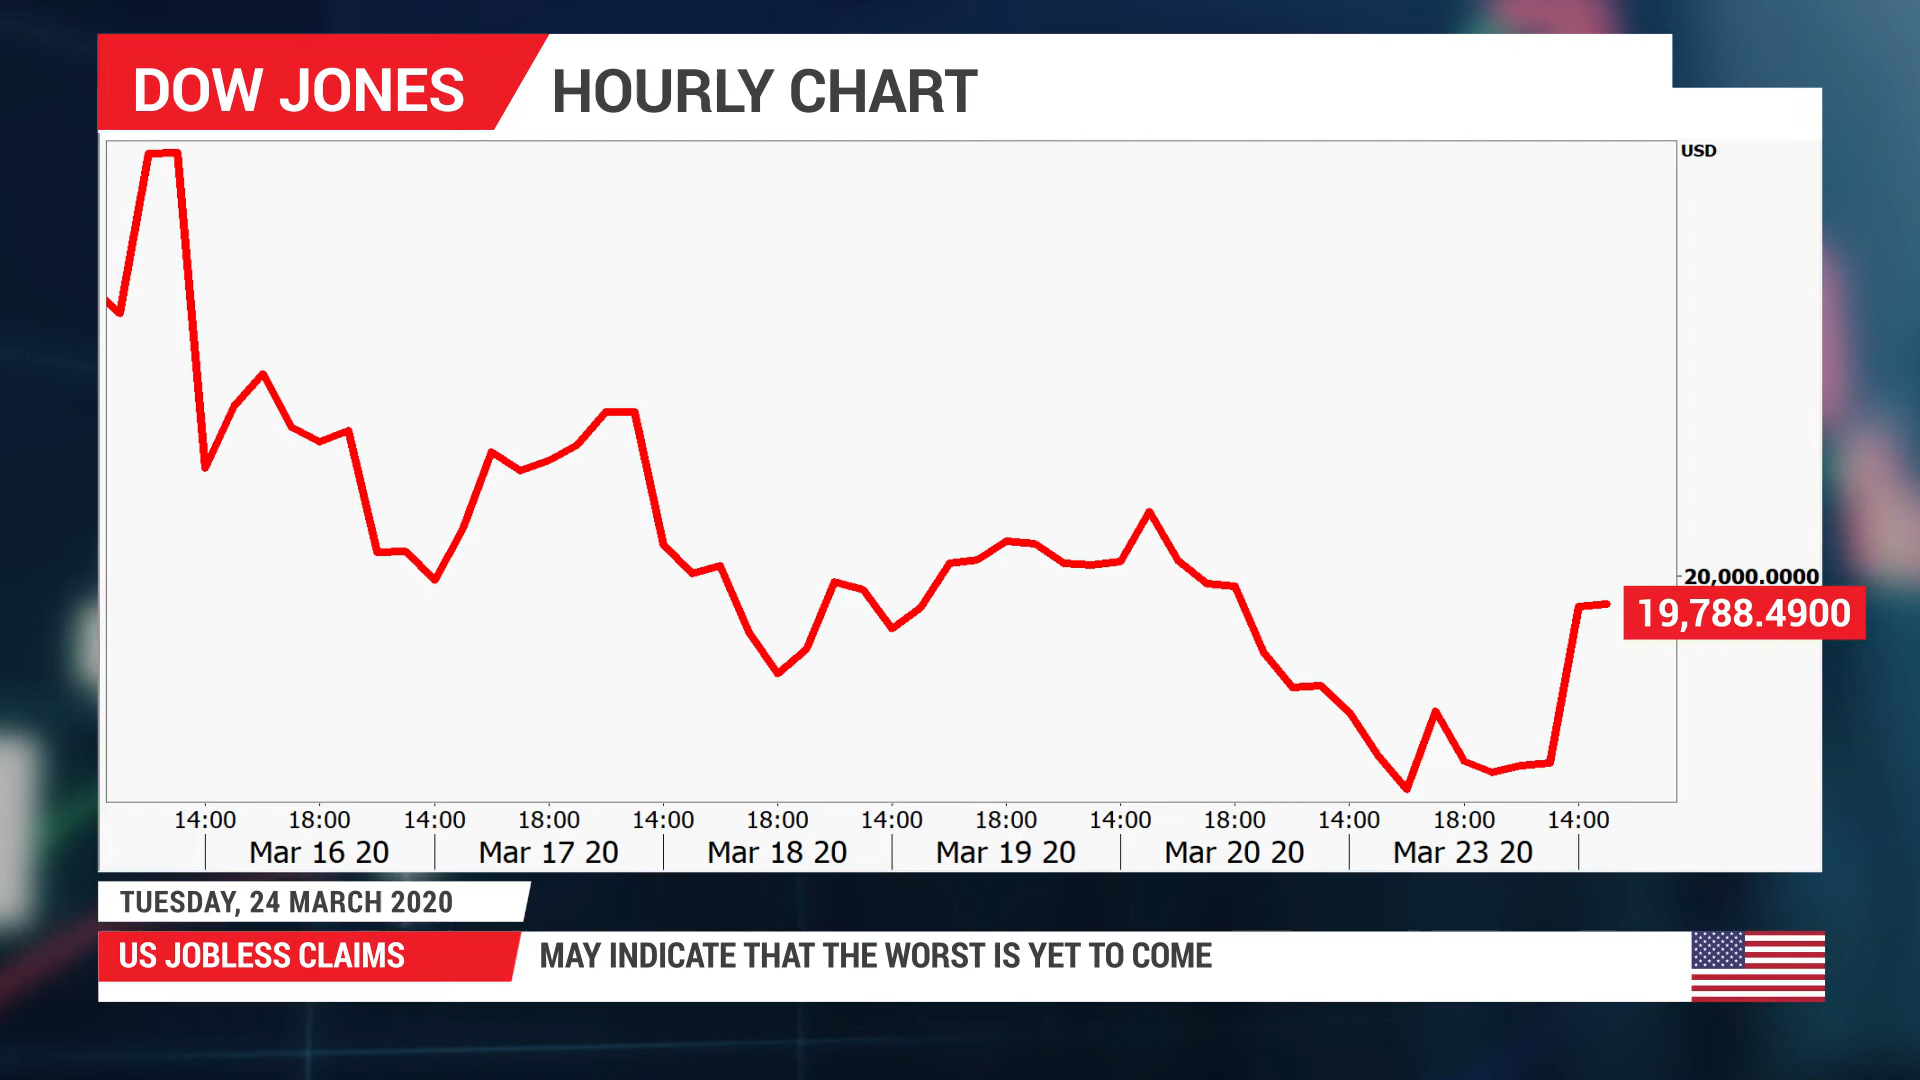 DOW JONES HOURLY CHART
USD
20,000.0000
19,788.4900
14:00 18:00 14:00 18:00 14:00 18:00 14:00 18:00 14:00 18:00 14:00 18:00 14:00
Mar 16 20 Mar 17 20 Mar 18 20 Mar 19 20 Mar 20 20 Mar 23 20
TUESDAY, 24 MARCH 2020
US JOBLESS CLAIMS MAY INDICATE THAT THE WORST IS YET TO COME